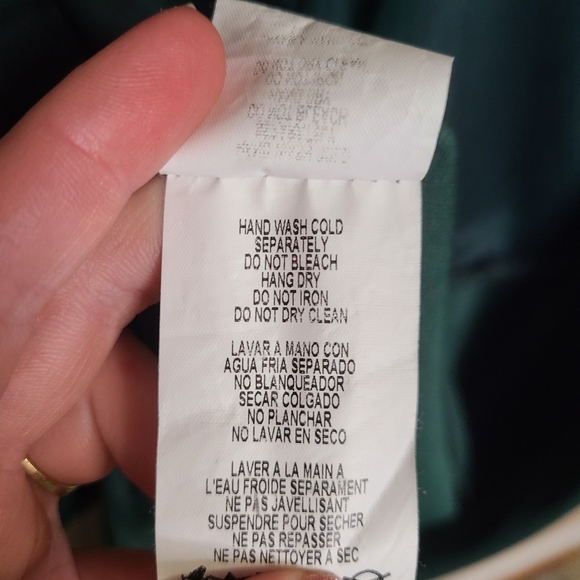 HAND WASH COLD
SEPARATELY
DO NOT BLEACH
HANG DRY
DO NOT IRON
DO NOT DRY CLEAN
LAVAR A MANO CON
AGUA FRIA SEPARADO
NO BLANQUEADOR
SECAR COLGADO
NO PLANCHAR
NO LAVAR EN SECO
LAVER A LA MAIN A
L'EAU FROIDE SEPARAMENT
NE PAS JAVELLISANT
SUSPENDRE POUR SECHER
NE PAS REPASSER
NE PAS NETTOYER A SEC